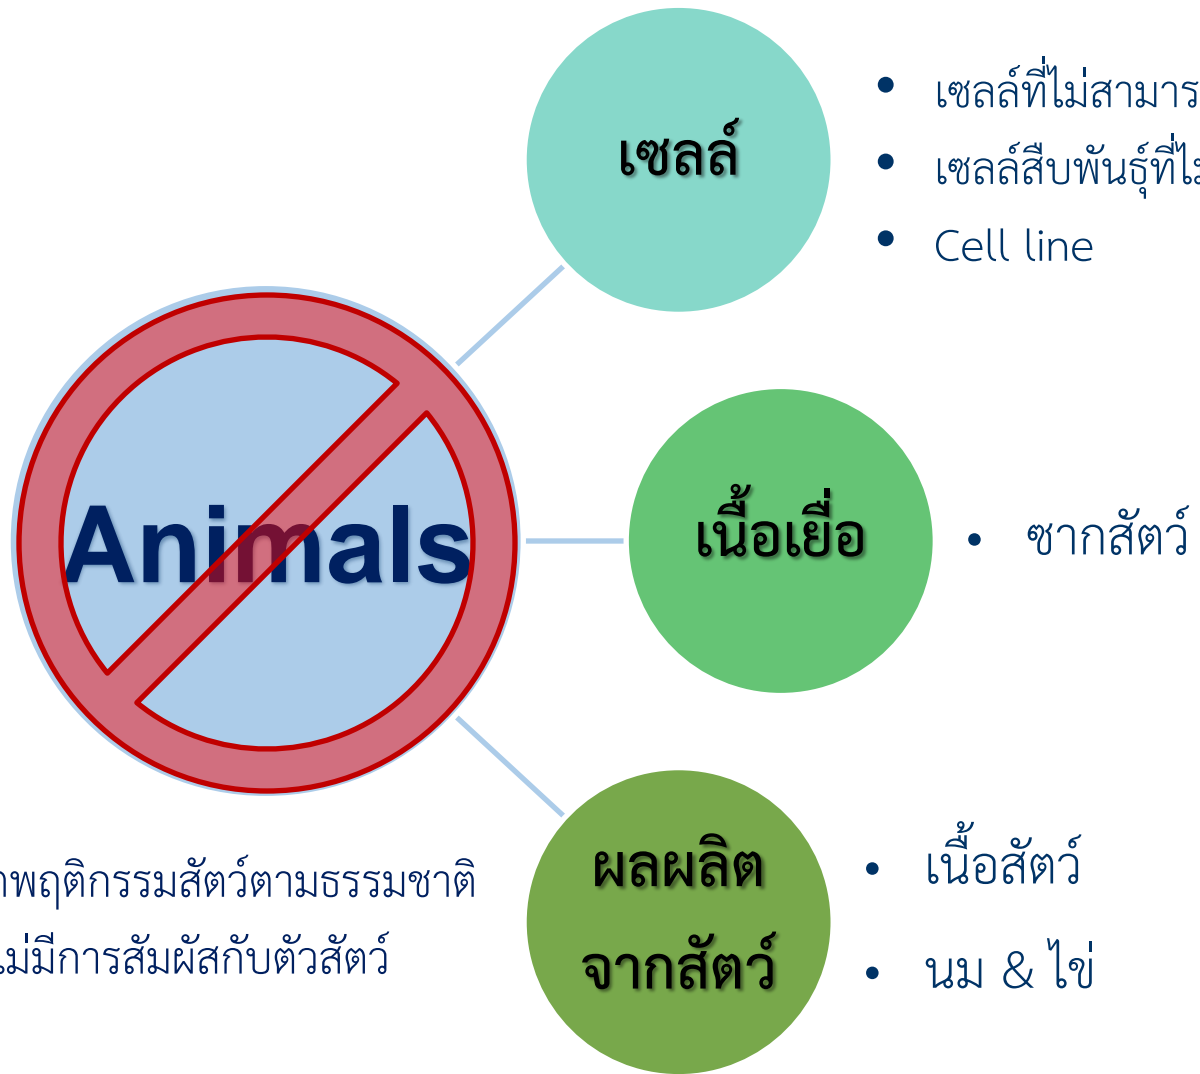 เซลล์
• เซลล์ที่ไม่สามาร
• เซลล์สืบพันธุ์ที่ไม
• Cell line
Animals
เนื้อเยื่อ
• ซากสัตว์
ผลผลิต
จากสัตว์
• เนื้อสัตว์
• นม & ไข่
าพฤติกรรมสัตว์ตามธรรมชาติ
ไม่มีการสัมผัสกับตัวสัตว์